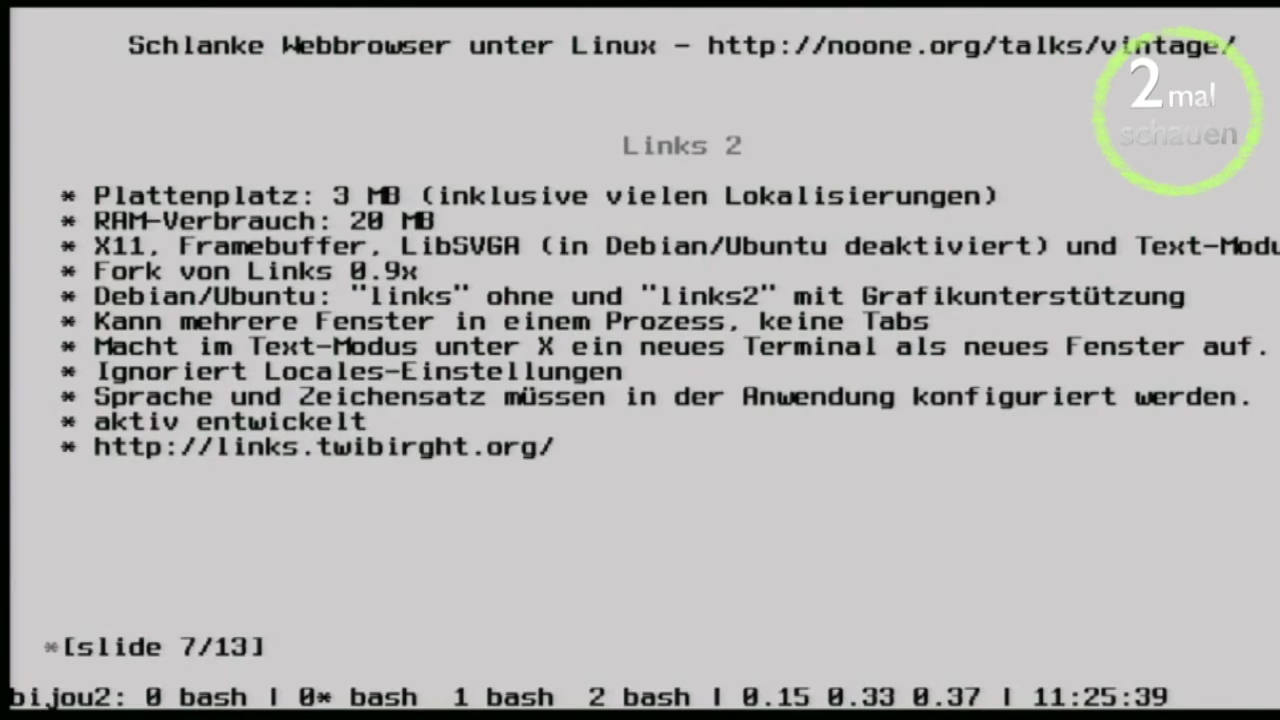 Schlanke Webbrowser unter Linux - http://noone.org/talks/vintage/
2mal
schauen
Links 2
* Plattenplatz: 3 MB (inklusive vielen Lokalisierungen)
* RAM-Verbrauch: 20 MB
* X11, Framebuffer, LibSVGA (in Debian/Ubuntu deaktiviert) und Text-Modu
* Fork von Links 0.9x
* Debian/Ubuntu: "links" ohne und "links2" mit Grafikunterstützung
* Kann mehrere Fenster in einem Prozess, keine Tabs
* Macht im Text-Modus unter X ein neues Terminal als neues Fenster auf.
* Ignoriert Locales-Einstellungen
* Sprache und Zeichensatz müssen in der Anwendung konfiguriert werden.
* aktiv entwickelt
* http://links.twibirght.org/
*[slide 7/13]
bijou2: 0 bash | 0* bash 1 bash 2 bash | 0.15 0.33 0.37 | 11:25:39